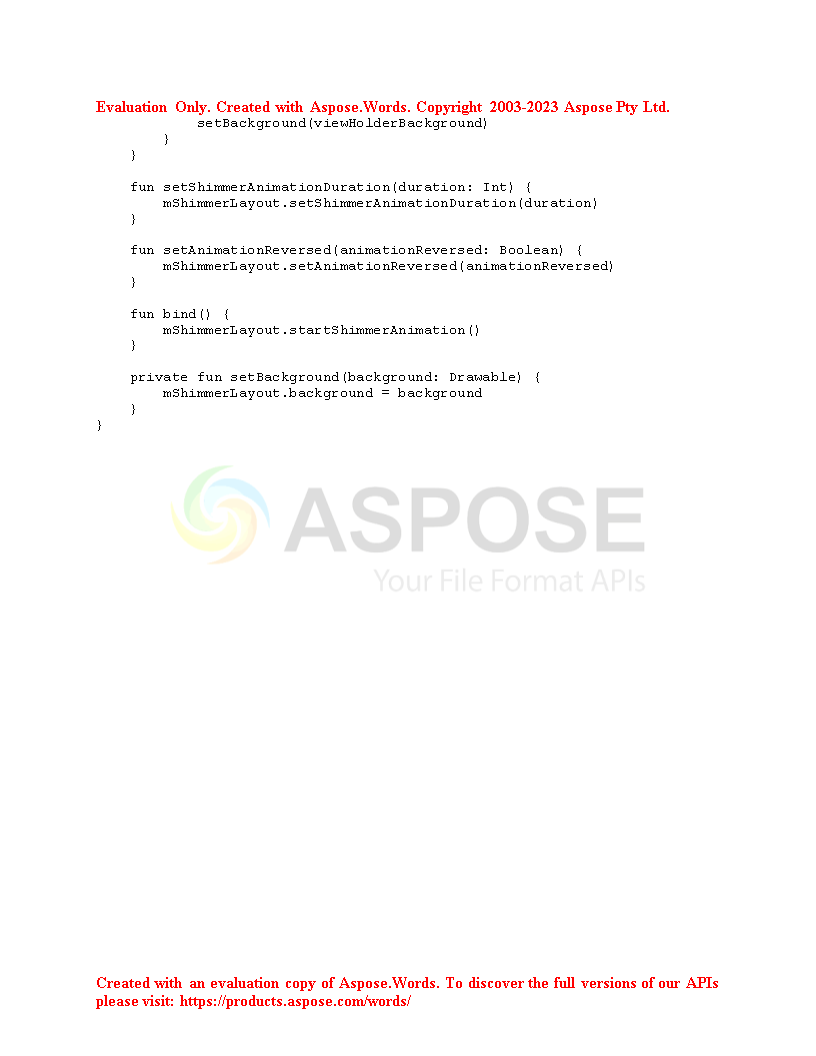 Evaluation Only. Created with Aspose.Words. Copyright 2003-2023 Aspose Pty Ltd.
            setBackground(viewHolderBackground)
        }
    }

    fun setShimmerAnimationDuration(duration: Int) {
        mShimmerLayout.setShimmerAnimationDuration(duration)
    }

    fun setAnimationReversed(animationReversed: Boolean) {
        mShimmerLayout.setAnimationReversed(animationReversed)
    }

    fun bind() {
        mShimmerLayout.startShimmerAnimation()
    }

    private fun setBackground(background: Drawable) {
        mShimmerLayout.background = background
    }
}
ASPOSE
Your File Format APIs
Created with an evaluation copy of Aspose.Words. To discover the full versions of our APIs
please visit: https://products.aspose.com/words/